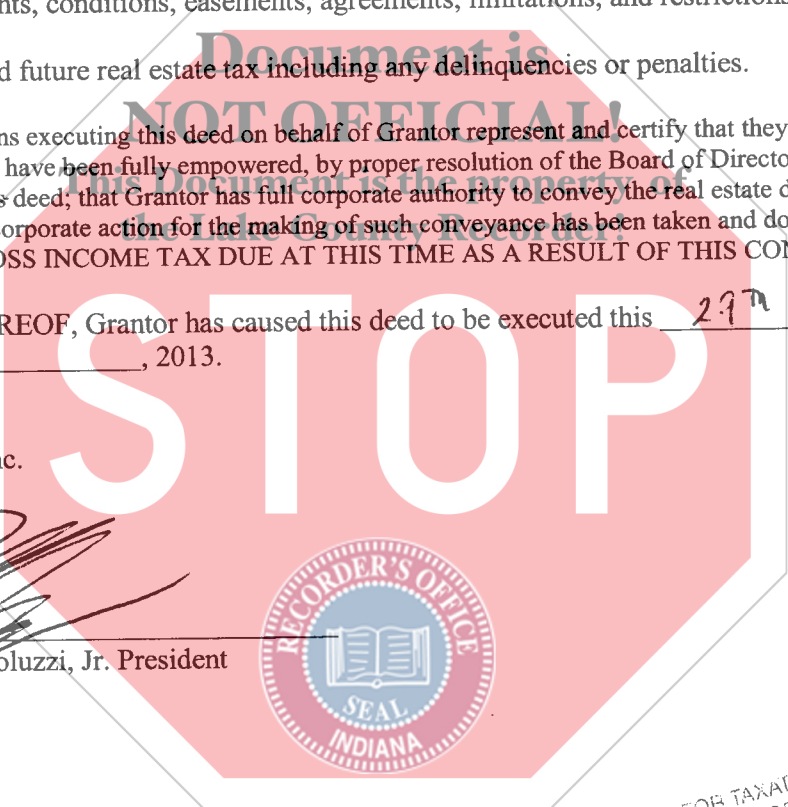 nts, conditions, easements, agreements, limitations, and restrictions
Document is
d future real estate tax including any delinquencies or penalties.
NOT OFFICIAL!
ns executing this deed on behalf of Grantor represent and certify that they
have been fully empowered, by proper resolution of the Board of Directo
This Document is the property of
s deed; that Grantor has full corporate authority to convey the real estate d
the Lake County Recorder!
orporate action for the making of such conveyance has been taken and do
OSS INCOME TAX DUE AT THIS TIME AS A RESULT OF THIS CON
REOF, Grantor has caused this deed to be executed this 29th
, 2013.
STOP
nc.
RECORDER'S OFFICE
SEAL
INDIANA
oluzzi, Jr. President
FOR TAXAT